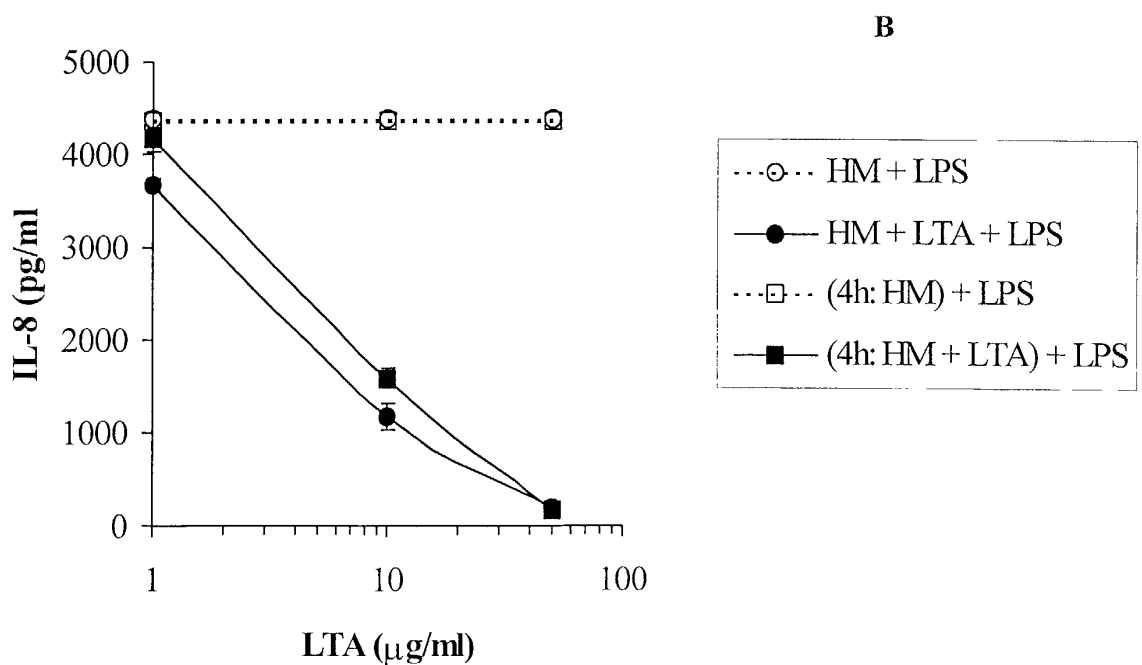 B
5000
4000
3000
2000
1000
0
IL-8 (pg/ml)
1 10 100
LTA (μg/ml)
HM + LPS
HM + LTA + LPS
(4h: HM) + LPS
(4h: HM + LTA) + LPS